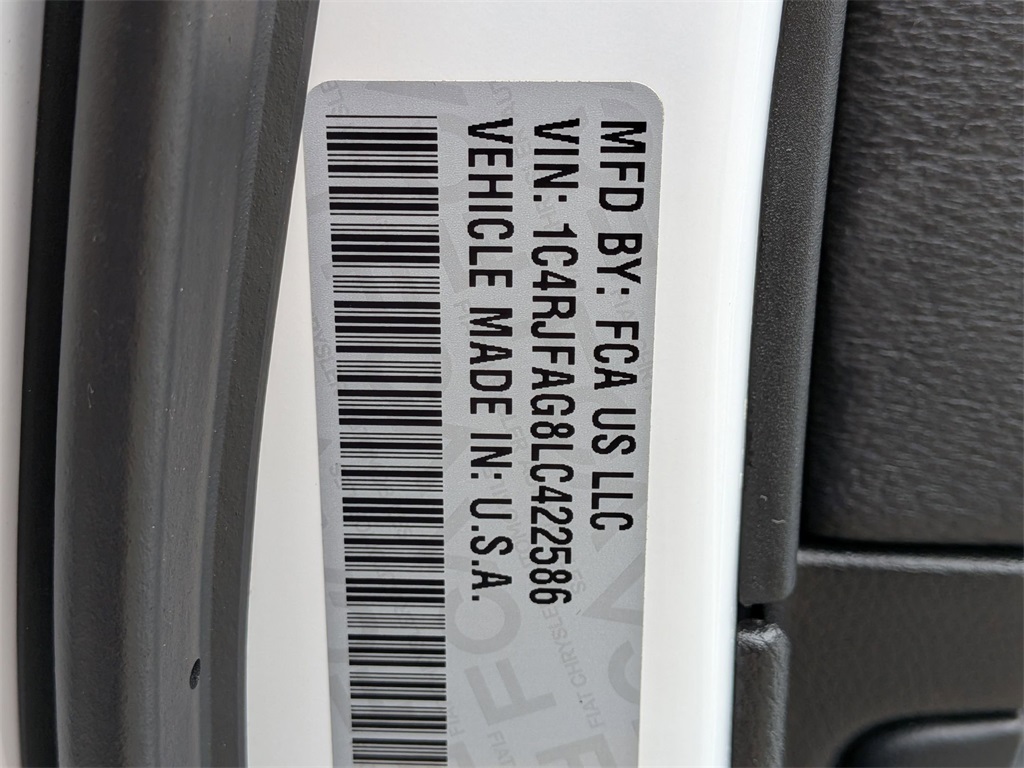 MFD BY: FCA US LLC
VIN: 1C4RJFAG8LC422586
VEHICLE MADE IN: U.S.A.